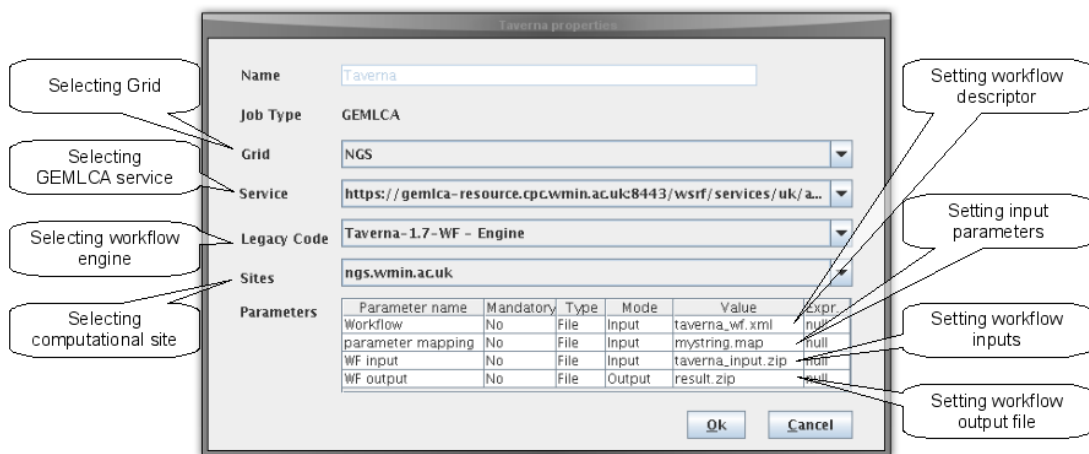 Taverna properties
Name
Taverna
Job Type
GEMLCA
Grid
NGS
Service
https://gemlca-resource.cpc.wmin.ac.uk:8443/wsrf/services/uk/a...
Legacy Code
Taverna-1.7-WF - Engine
Sites
ngs.wmin.ac.uk
Parameters
Parameter name Mandatory Type Mode Value Expr.
Workflow No File Input taverna_wf.xml null
parameter mapping No File Input mystring.map null
WF input No File Input taverna_input.zip null
WF output No File Output result.zip null
Ok Cancel
Selecting Grid
Selecting
GEMLCA service
Selecting workflow
engine
Selecting
computational site
Setting workflow
descriptor
Setting input
parameters
Setting workflow
inputs
Setting workflow
output file